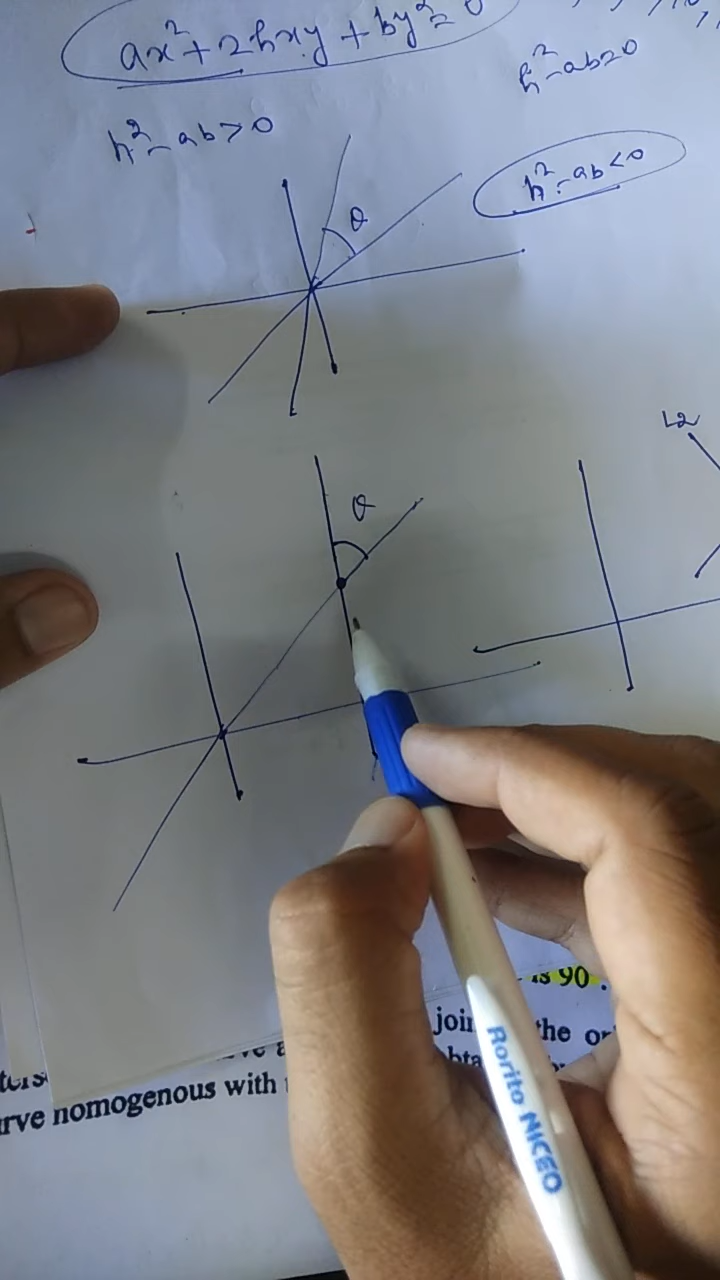 ax²+2hxy+by²=0
h²-ab=0
h²-ab>0
h²-ab<0
θ
L2
θ
is 90°.
join the
rve homogenous with
Rorito NICEO